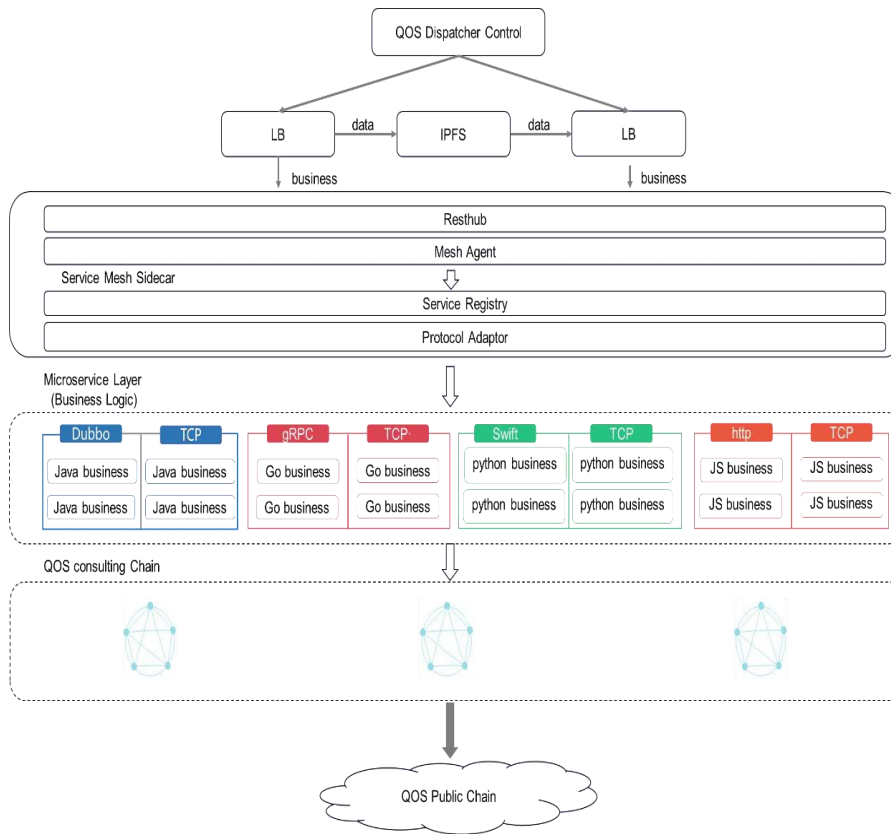 QOS Dispatcher Control
LB
data
IPFS
data
LB
business
business
Resthub
Mesh Agent
Service Mesh Sidecar
Service Registry
Protocol Adaptor
Microservice Layer
(Business Logic)
Dubbo
TCP
gRPC
TCP
Swift
TCP
http
TCP
Java business
Java business
Go business
Go business
python business
python business
JS business
JS business
Java business
Java business
Go business
Go business
python business
python business
JS business
JS business
QOS consulting Chain
QOS Public Chain